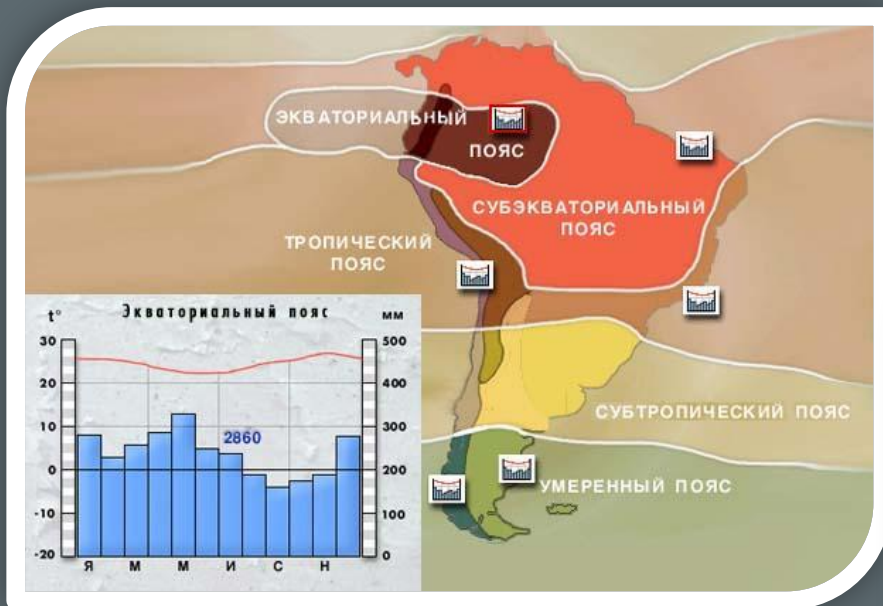 ЭКВАТОРИАЛЬНЫЙ
ПОЯС
СУБЭКВАТОРИАЛЬНЫЙ
ПОЯС
ТРОПИЧЕСКИЙ
ПОЯС
СУБТРОПИЧЕСКИЙ ПОЯС
УМЕРЕННЫЙ ПОЯС
t° Экваториальный пояс мм
30 500
20 400
10 300
2860
0 200
-10 100
-20 0
Я М М И С Н